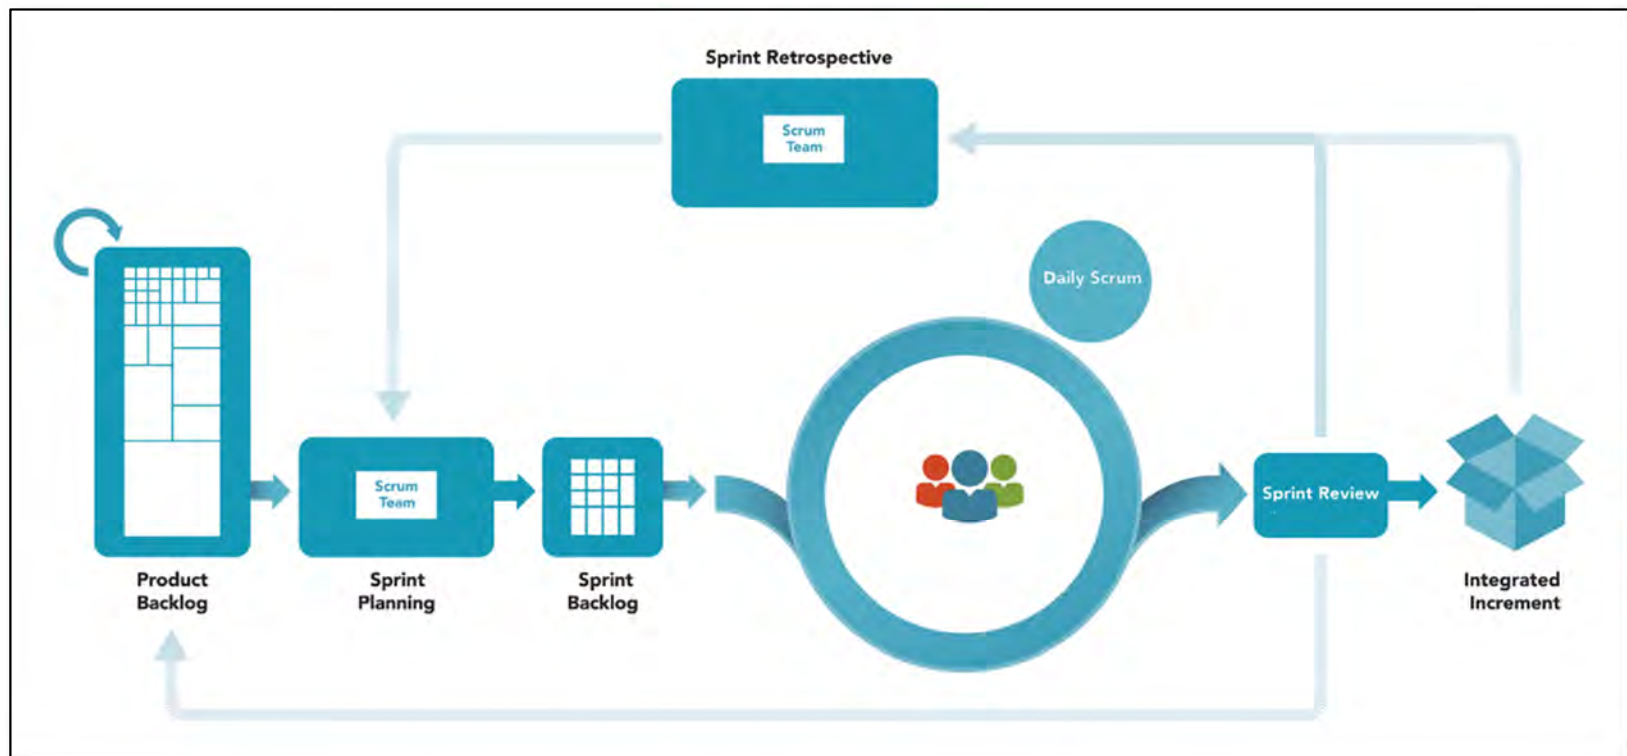 Sprint Retrospective
Scrum
Team
Daily Scrum
Scrum
Team
Sprint Review
Product
Backlog
Sprint
Planning
Sprint
Backlog
Integrated
Increment